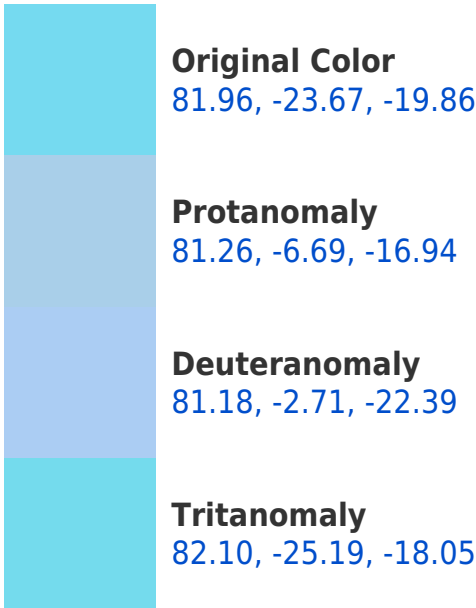 Original Color
81.96, -23.67, -19.86
Protanomaly
81.26, -6.69, -16.94
Deuteranomaly
81.18, -2.71, -22.39
Tritanomaly
82.10, -25.19, -18.05